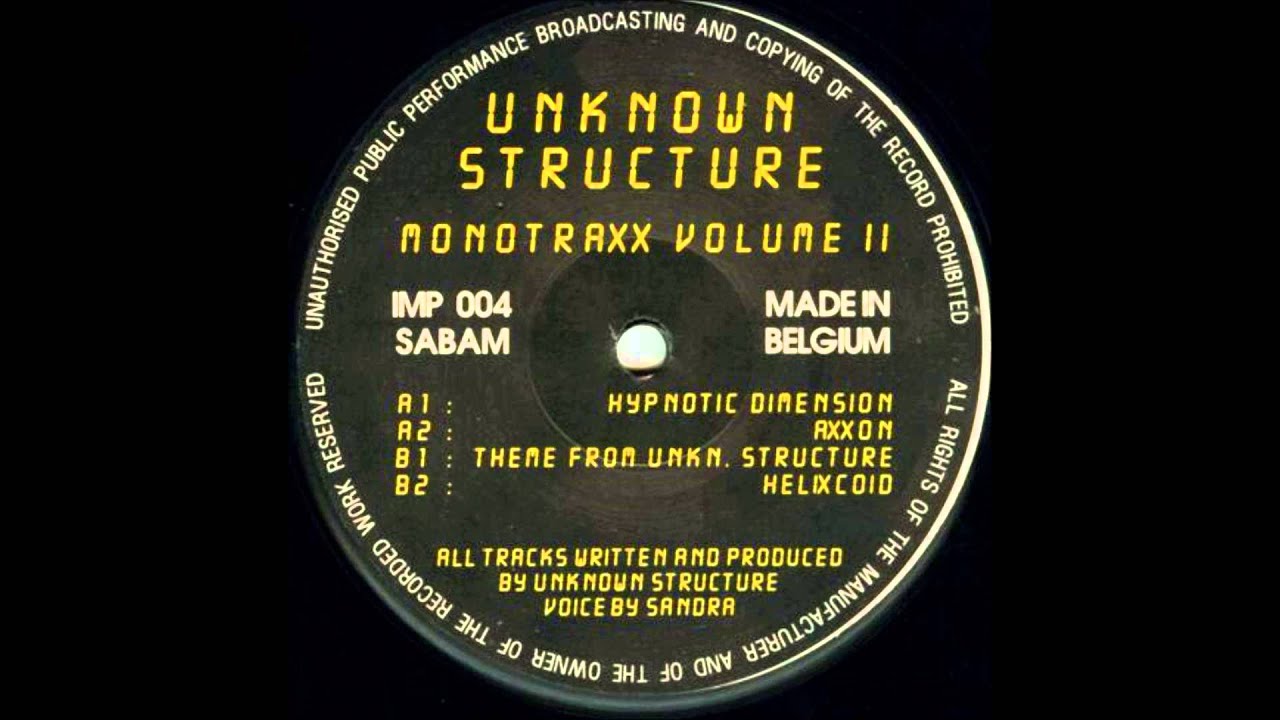 UNAUTHORISED PUBLIC PERFORMANCE BROADCASTING AND COPYING OF THE RECORD PROHIBITED
UNKNOWN
STRUCTURE
MONOTRAXX VOLUME II
IMP 004
SABAM
MADE IN
BELGIUM
A1 : HYPNOTIC DIMENSION
A2 : AXXON
B1 : THEME FROM UNKN. STRUCTURE
B2 : HELIXCOID
ALL TRACKS WRITTEN AND PRODUCED
BY UNKNOWN STRUCTURE
VOICE BY SANDRA
ALL RIGHTS OF THE MANUFACTURER AND OF THE OWNER OF THE RECORDED WORK RESERVED